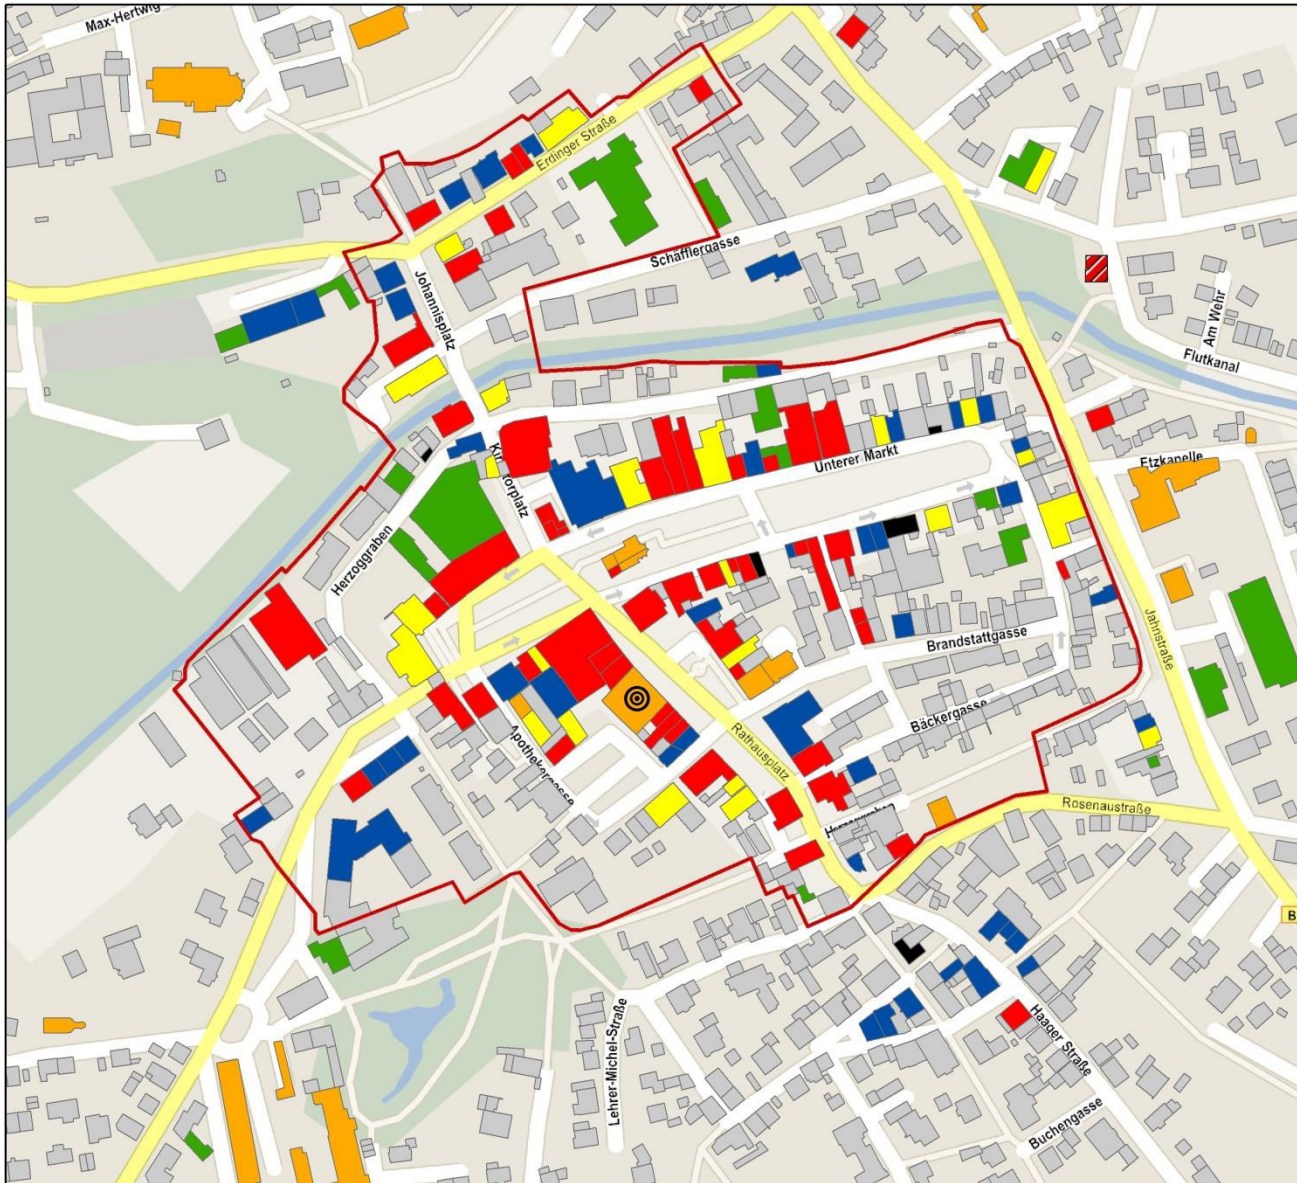 Max-Hertwig
Erdinger Straße
Schäfflergasse
Johannisplatz
Am Wehr
Flutkanal
Unterer Markt
Etzkapelle
Herzoggraben
Brandstattgasse
Jahnstraße
Bäckergasse
Apothekergasse
Rathausplatz
Rosenaustraße
B
Lehrer-Michel-Straße
Haager Straße
Buchengasse